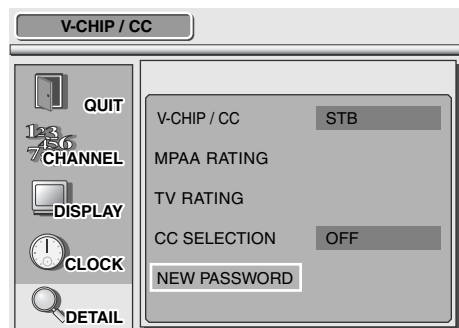 V-CHIP / CC
QUIT
123
456
7
CHANNEL
DISPLAY
CLOCK
DETAIL
V-CHIP / CC STB
MPAA RATING
TV RATING
CC SELECTION OFF
NEW PASSWORD